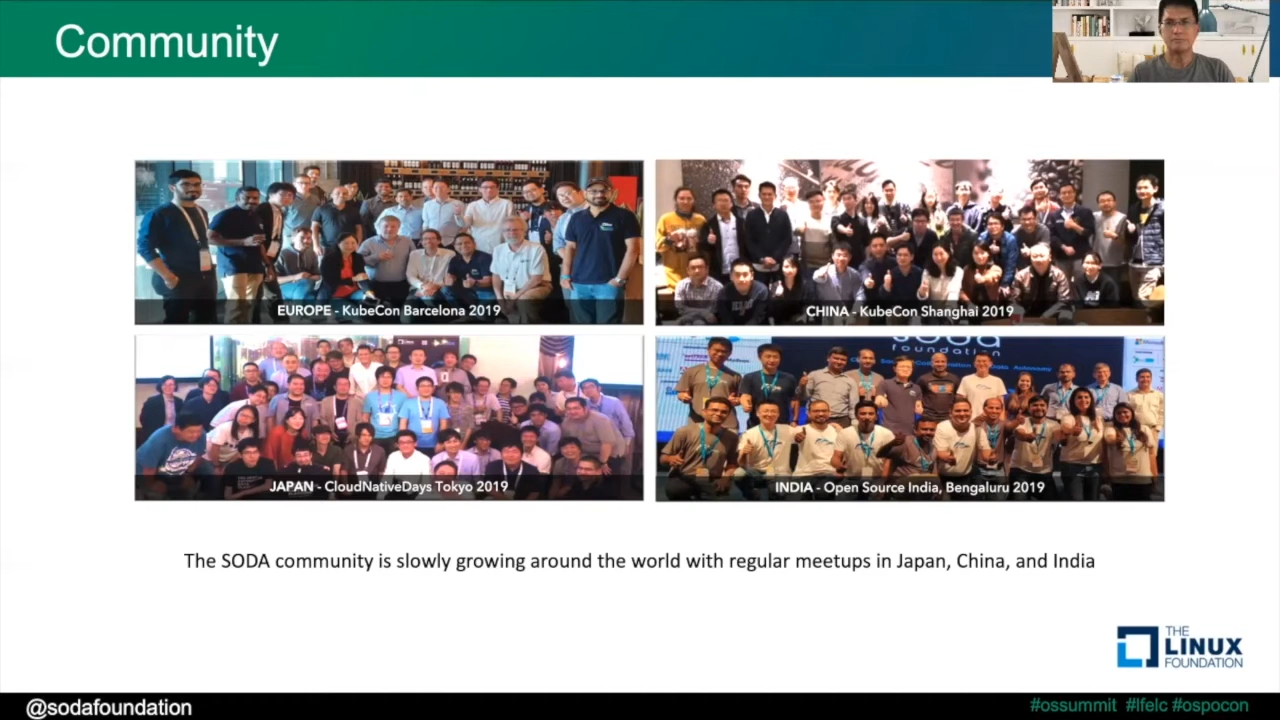 Community
EUROPE - KubeCon Barcelona 2019
CHINA - KubeCon Shanghai 2019
soda
foundation
JAPAN - CloudNativeDays Tokyo 2019
INDIA - Open Source India, Bengaluru 2019
The SODA community is slowly growing around the world with regular meetups in Japan, China, and India
THE
LINUX
FOUNDATION
@sodafoundation
#ossummit #lfelc #ospocon